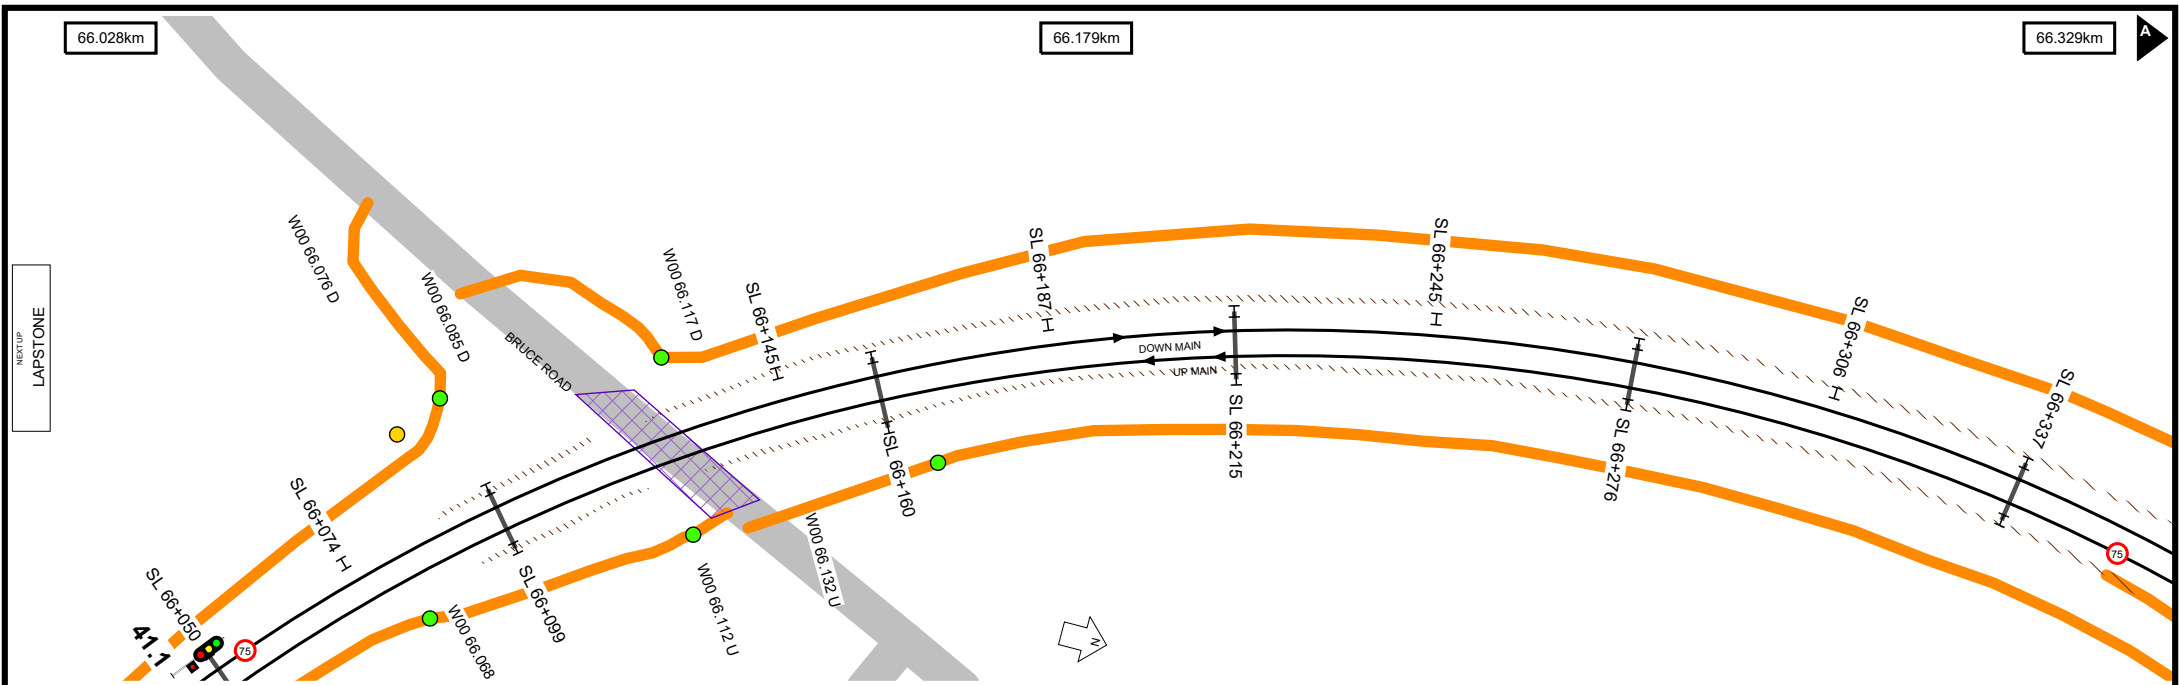 66.028km
66.179km
66.329km
A
NEXT UP
LAPSTONE
W00 66.076 D
W00 66.085 D
BRUCE ROAD
W00 66.117 D
SL 66+145
SL 66+187
DOWN MAIN
UP MAIN
SL 66+245
SL 66+306
SL 66+337
SL 66+074
SL 66+050
41.1
75
SL 66+099
W00 66.068
W00 66.112 U
W00 66.132 U
SL 66+160
SL 66+215
SL 66+276
75
N